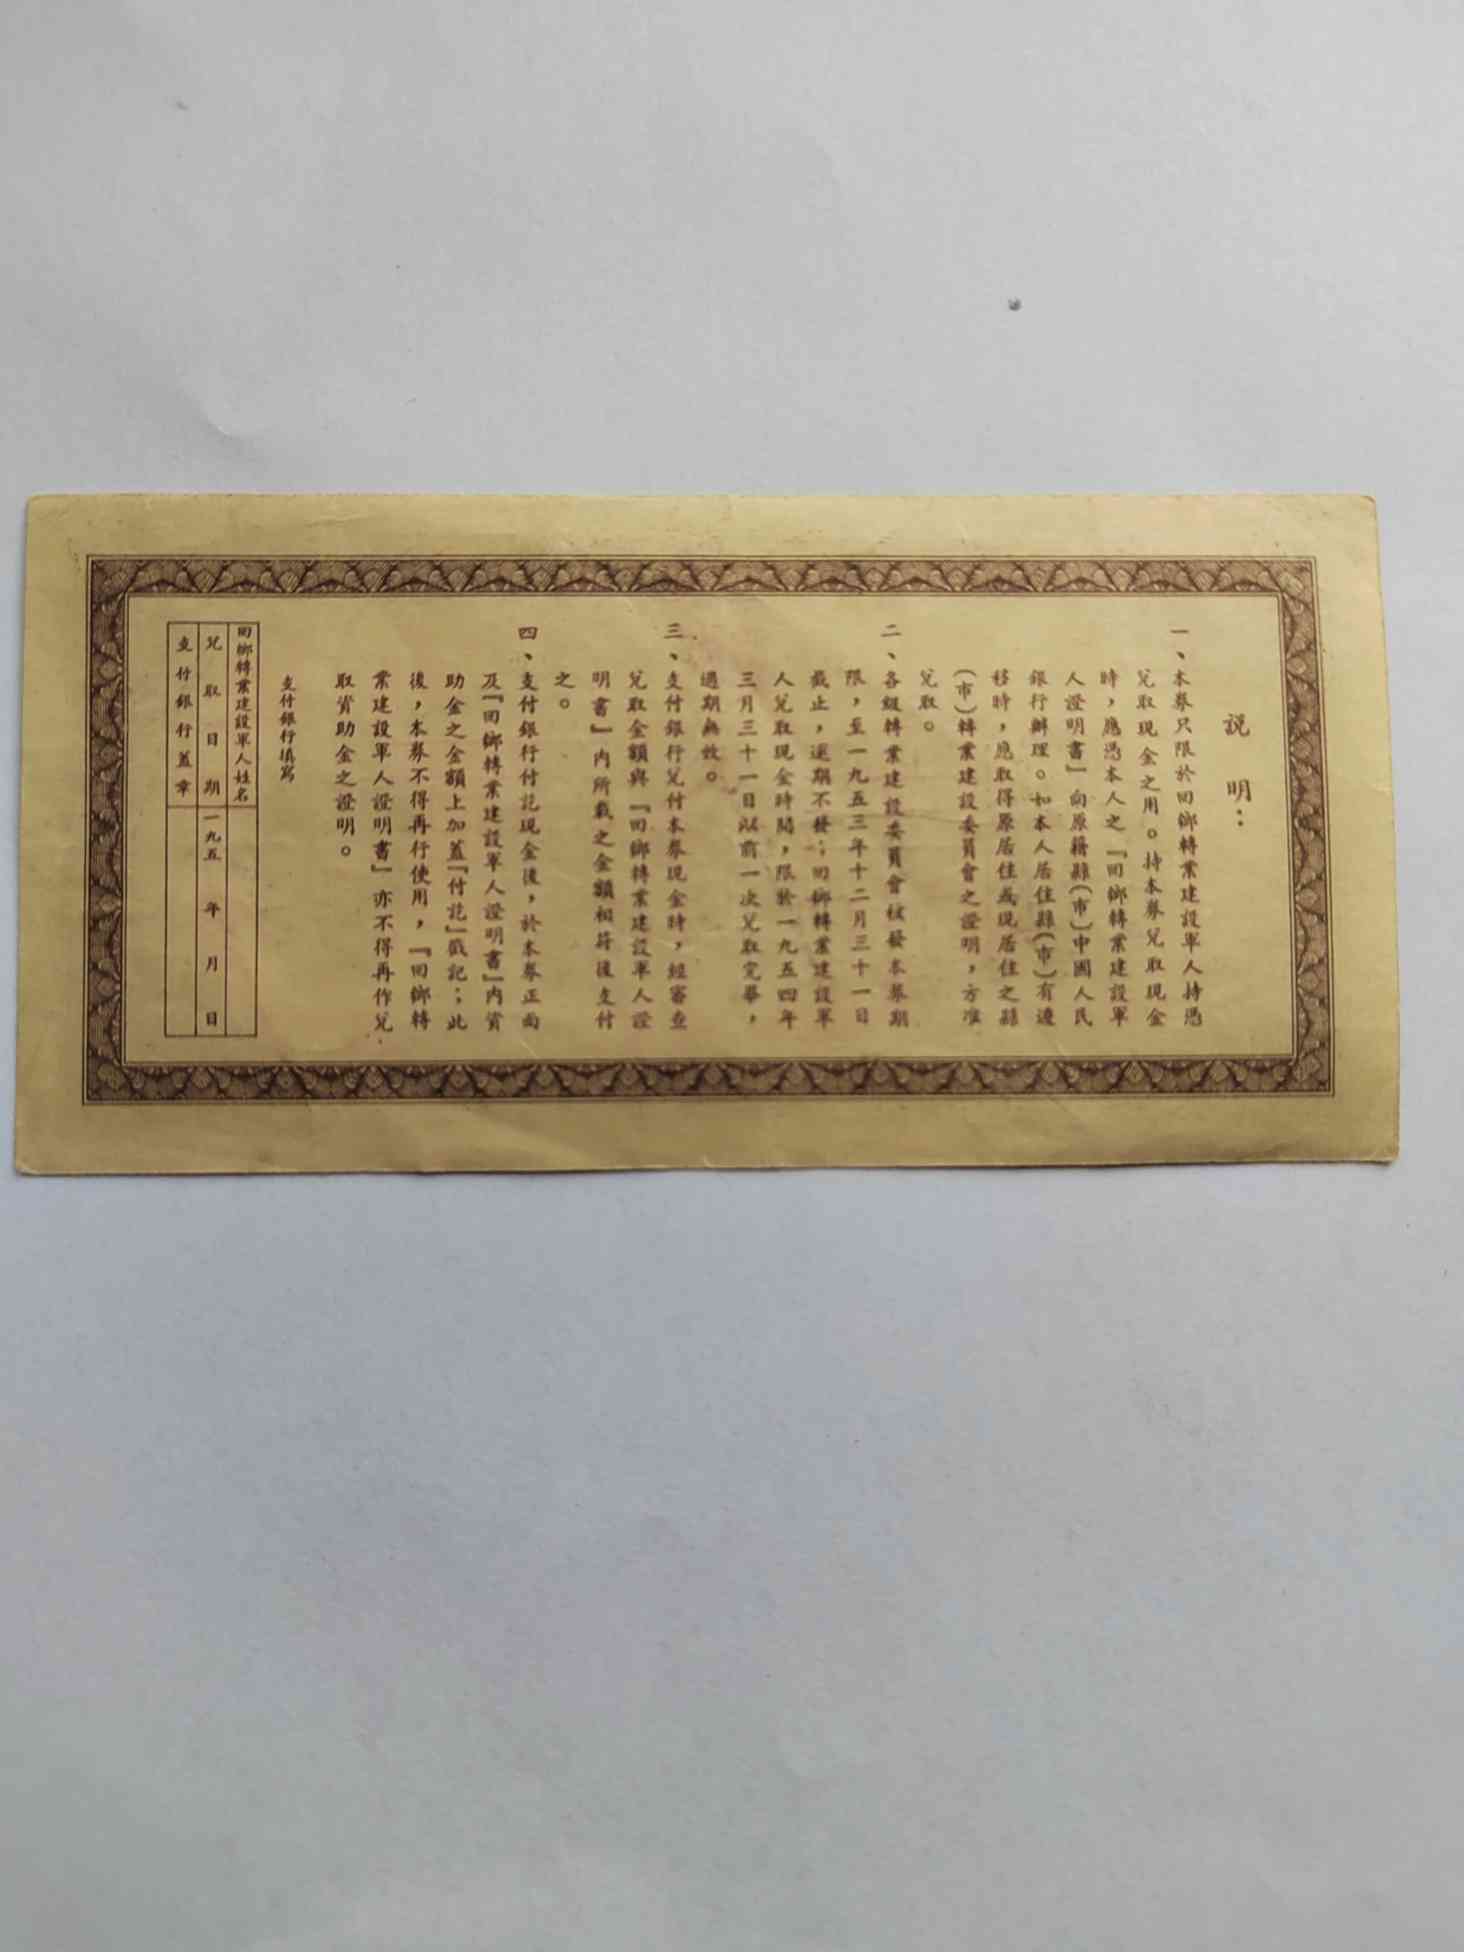 說明：
一、本券只限於回鄉轉業建設軍人持憑
兌取現金之用。持本券兌取現金
時，應憑本人之『回鄉轉業建設軍
人證明書』向原籍縣(市)中國人民
銀行辦理。如本人居住縣(市)有遷
移時，應取得原居住或現居住之縣
(市)轉業建設委員會之證明，方准
兌取。
二、各級轉業建設委員會核發本券期
限，至一九五三年十二月三十一日
截止，逾期不發；回鄉轉業建設軍
人兌取現金時間，限於一九五四年
三月三十一日以前一次兌取完畢，
過期無效。
三、支付銀行兌付本券現金時，經審查
兌取金額與『回鄉轉業建設軍人證
明書』內所載之金額相符後支付
之。
四、支付銀行付訖現金後，於本券正面
及『回鄉轉業建設軍人證明書』內資
助金之金額上加蓋『付訖』戳記；此
後，本券不得再行使用，『回鄉轉
業建設軍人證明書』亦不得再作兌
取資助金之證明。
支付銀行填寫
回鄉轉業建設軍人姓名
兌取日期 一九五 年 月 日
支付銀行蓋章